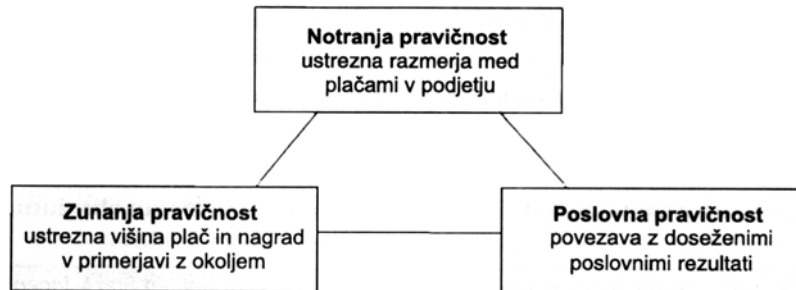 Notranja pravičnost
ustrezna razmerja med
plačami v podjetju
Zunanja pravičnost
ustrezna višina plač in nagrad
v primerjavi z okoljem
Poslovna pravičnost
povezava z doseženimi
poslovnimi rezultati